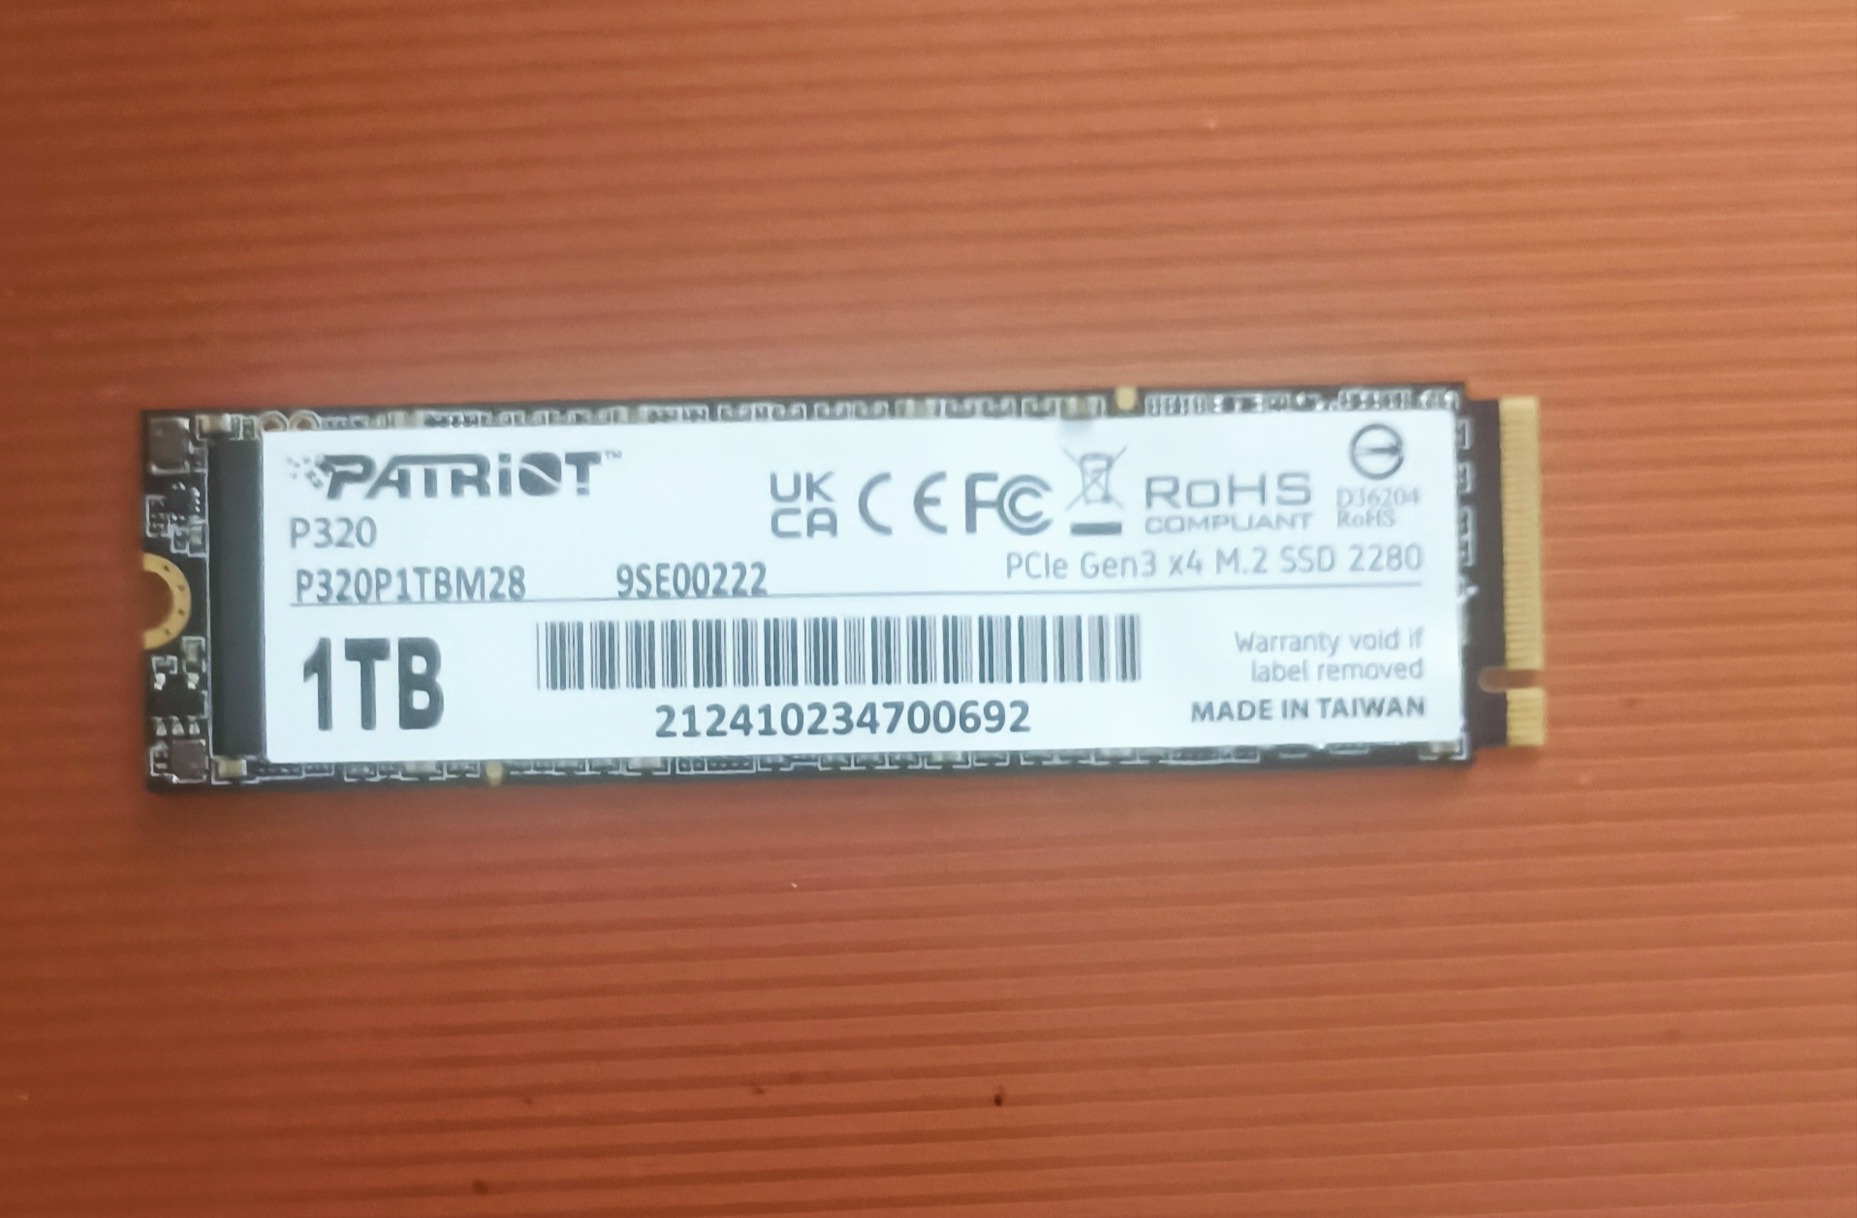 PATRiOT™
P320
UK
CA CE FC RoHS
COMPLIANT
D36204
RoHS
P320P1TBM28 9SE00222
PCIe Gen3 x4 M.2 SSD 2280
1TB
212410234700692
Warranty void if
label removed
MADE IN TAIWAN